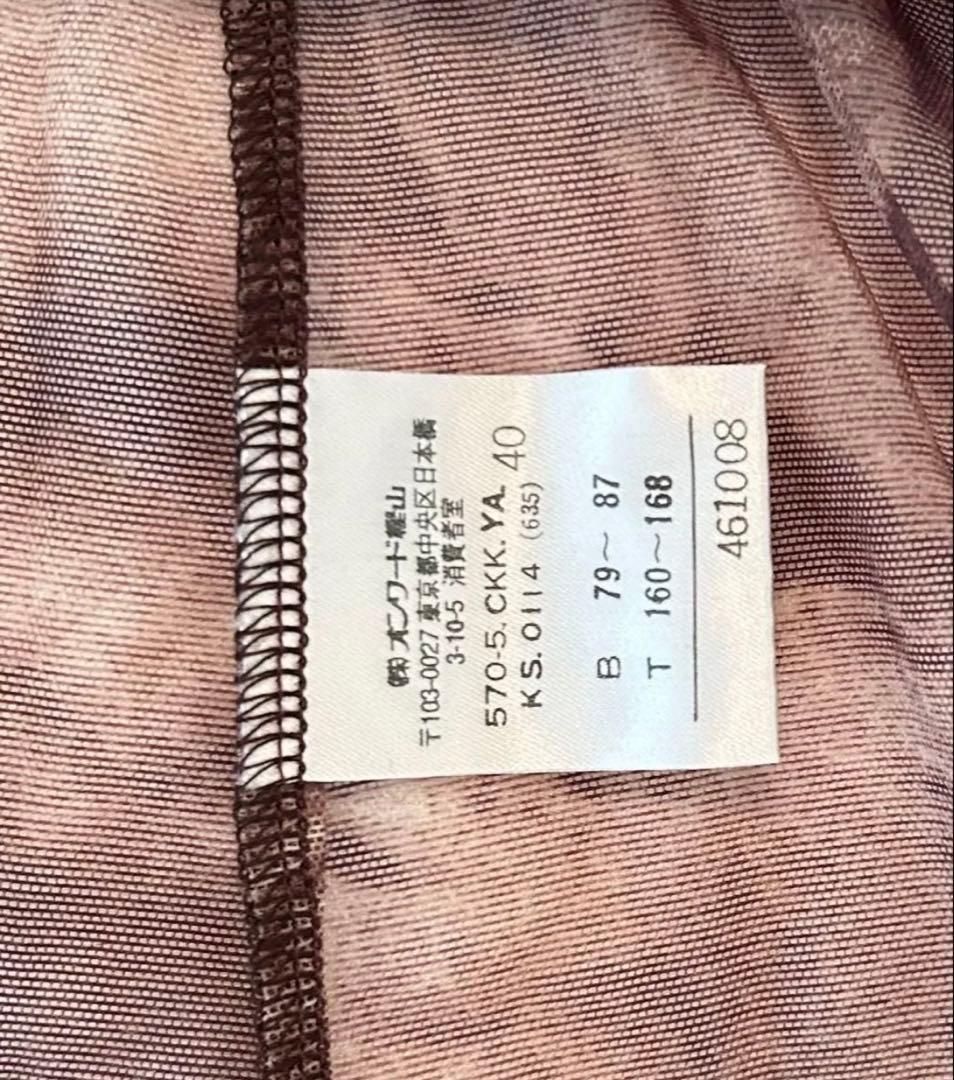 ㈱オンワード樫山
〒103-0027 東京都中央区日本橋
3-10-5 消費者室
570-5.CKK.YA. 40
KS.0114 (635)
B 79～ 87
T 160～168
461008